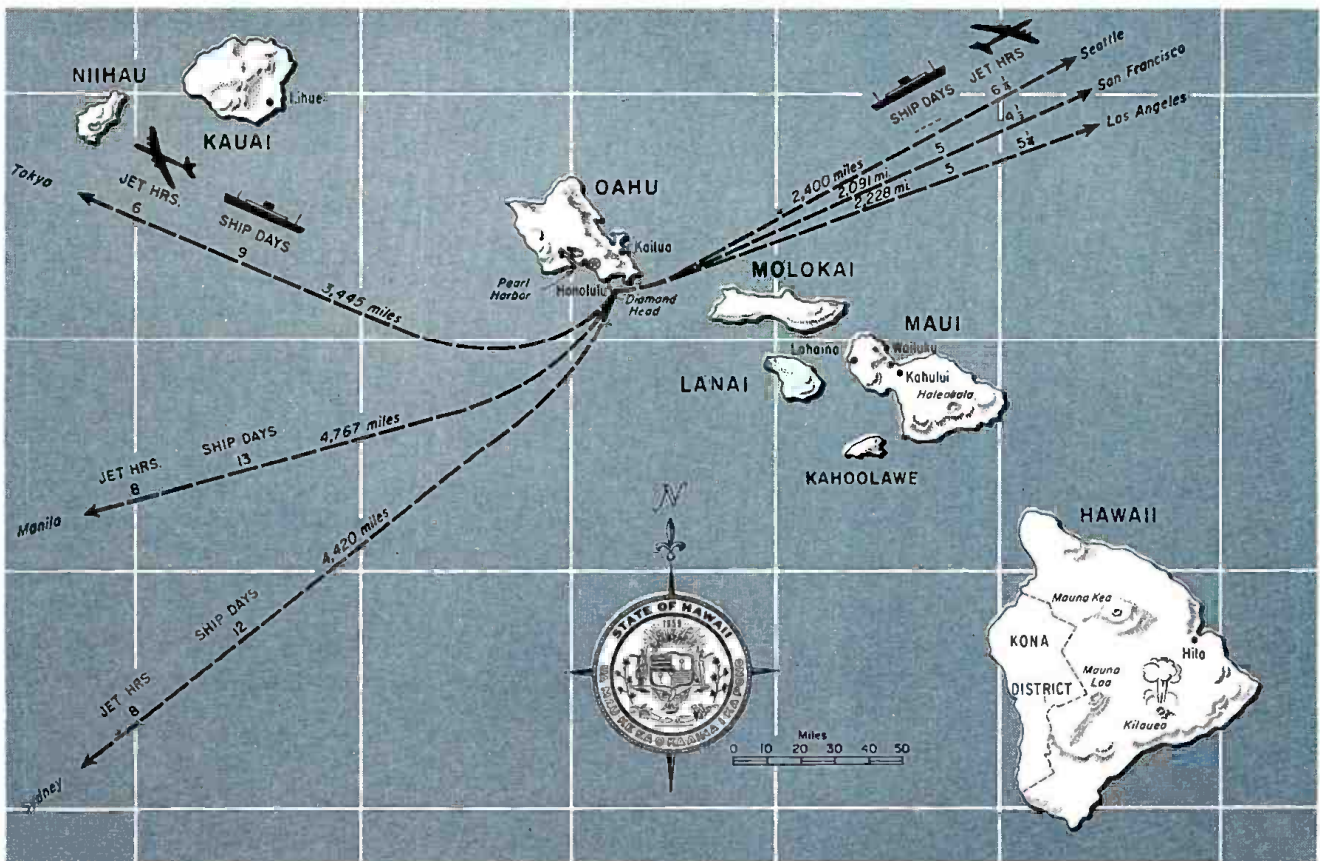 NIIHAU
KAUAI
Lihue
Tokyo
JET HRS.
6
SHIP DAYS
9
3,445 miles
OAHU
Kailua
Pearl
Harbor
Honolulu
Diamond
Head
SHIP DAYS
JET HRS
2,400 miles
6 1/4
Seattle
2,091 mi.
5
San Francisco
2,228 mi.
5
Los Angeles
MOLOKAI
MAUI
Lahaina
Wailuku
Kahului
Haleakala
LANAI
KAHOOLAWE
JET HRS.
8
SHIP DAYS
13
4,767 miles
Manila
4,420 miles
SHIP DAYS
12
JET HRS.
8
Sydney
N
STATE OF HAWAII
1959
Miles
0 10 20 30 40 50
HAWAII
Mauna Kea
KONA
DISTRICT
Hilo
Mauna
Loa
Kilauea